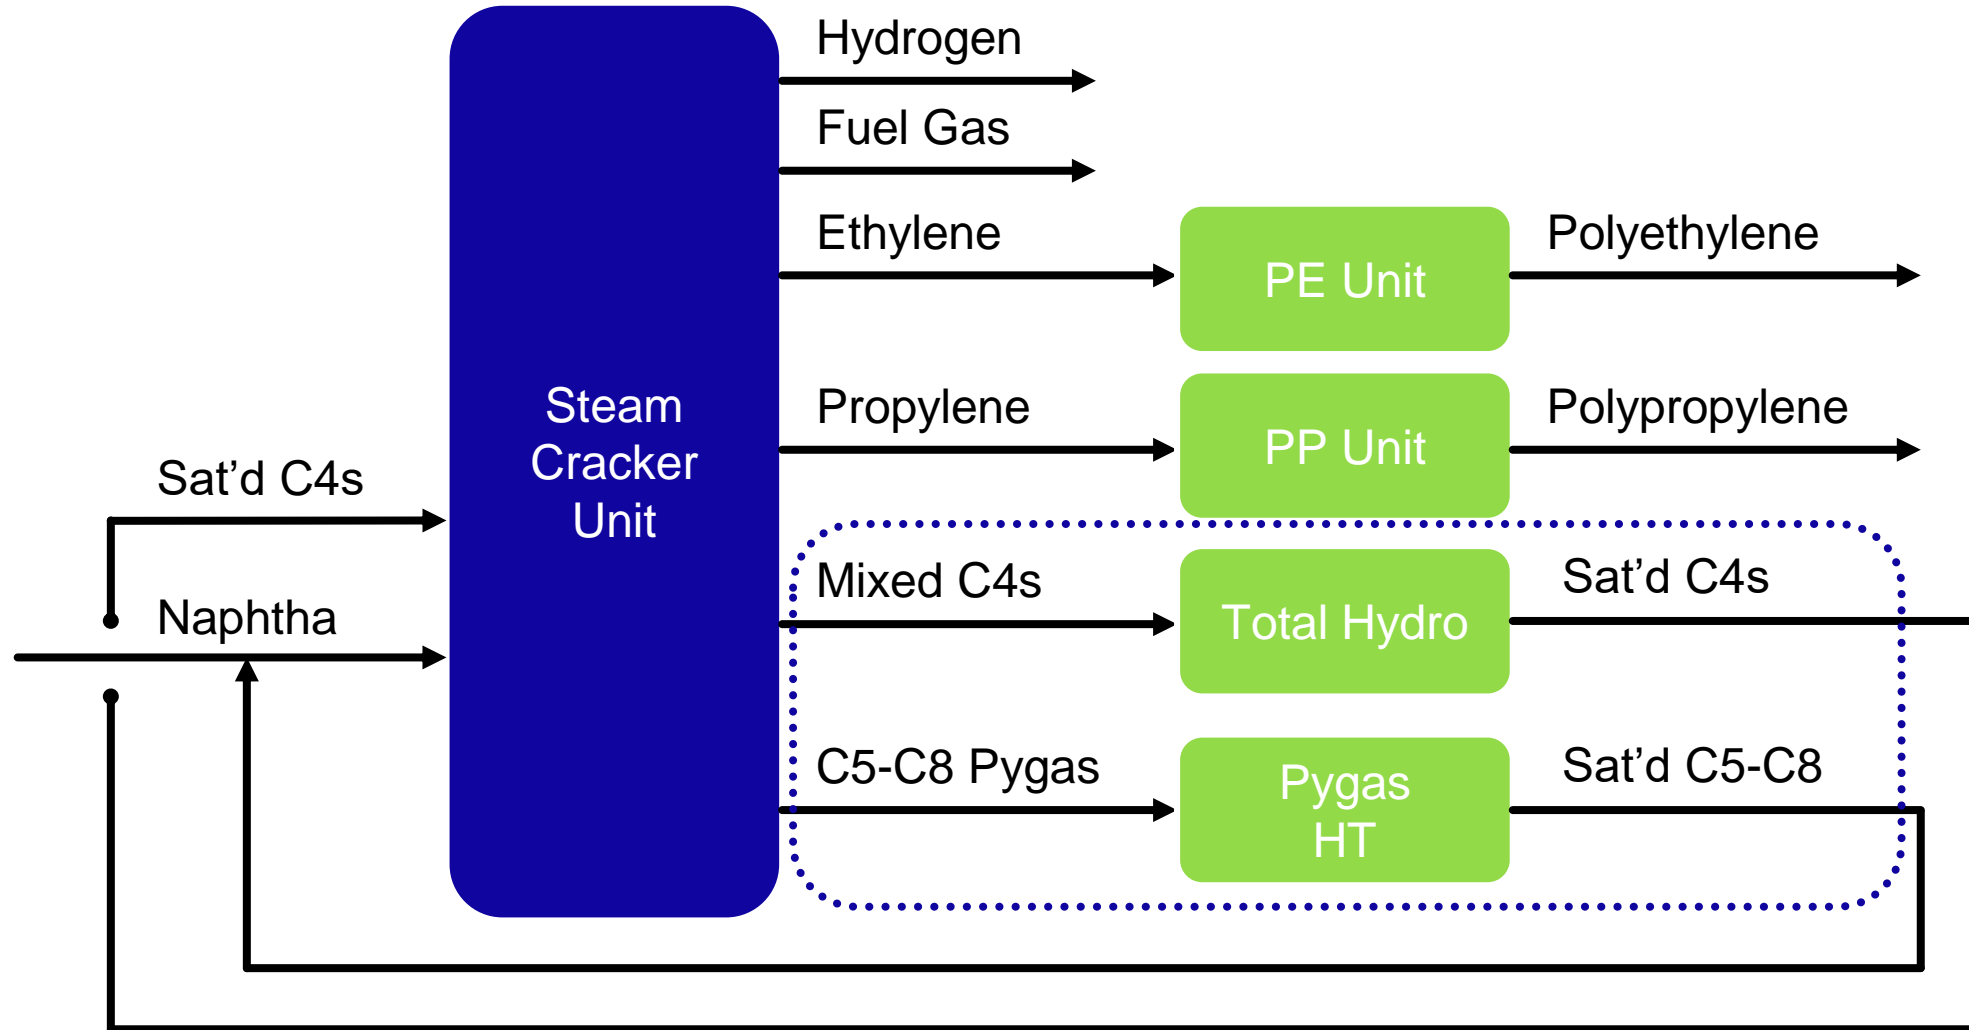 Hydrogen
Fuel Gas
Ethylene
PE Unit
Polyethylene
Steam
Cracker
Unit
Propylene
PP Unit
Polypropylene
Sat’d C4s
Naphtha
Mixed C4s
Total Hydro
Sat’d C4s
C5-C8 Pygas
Pygas
HT
Sat’d C5-C8